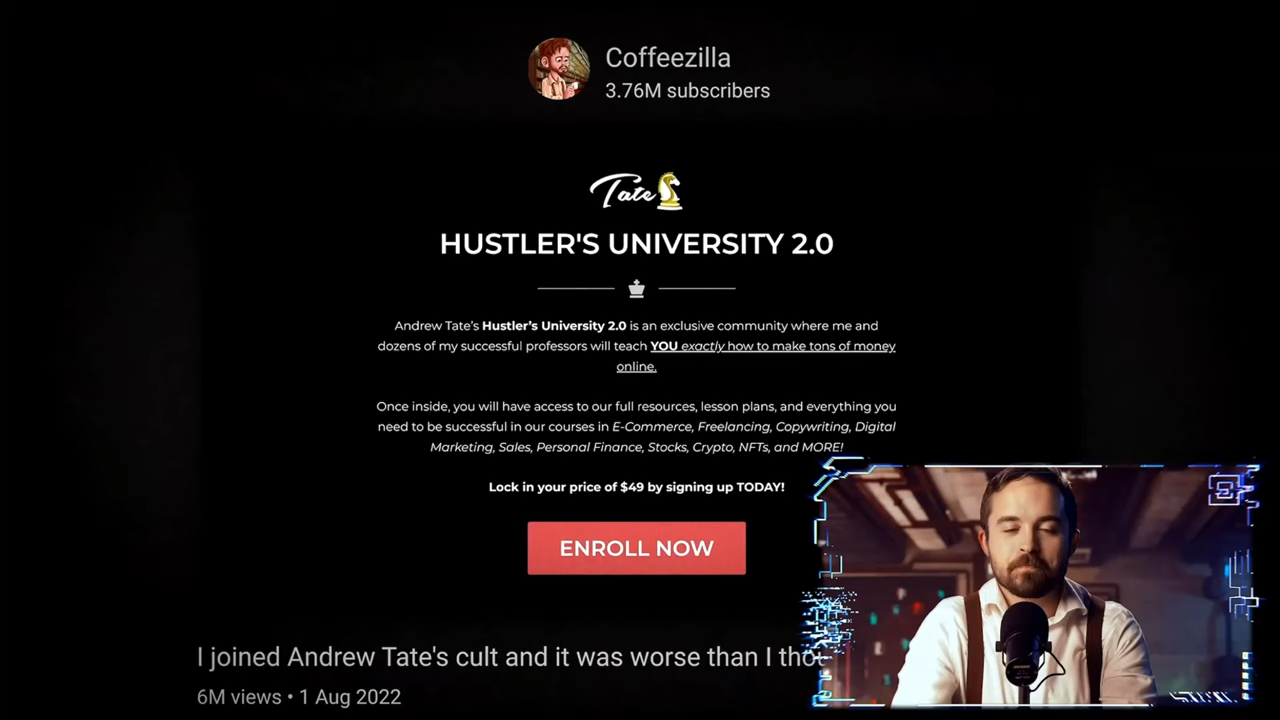 Coffeezilla
3.76M subscribers
Tate
HUSTLER'S UNIVERSITY 2.0
Andrew Tate's Hustler's University 2.0 is an exclusive community where me and
dozens of my successful professors will teach YOU exactly how to make tons of money
online.
Once inside, you will have access to our full resources, lesson plans, and everything you
need to be successful in our courses in E-Commerce, Freelancing, Copywriting, Digital
Marketing, Sales, Personal Finance, Stocks, Crypto, NFTs, and MORE!
Lock in your price of $49 by signing up TODAY!
ENROLL NOW
I joined Andrew Tate's cult and it was worse than I tho
6M views • 1 Aug 2022